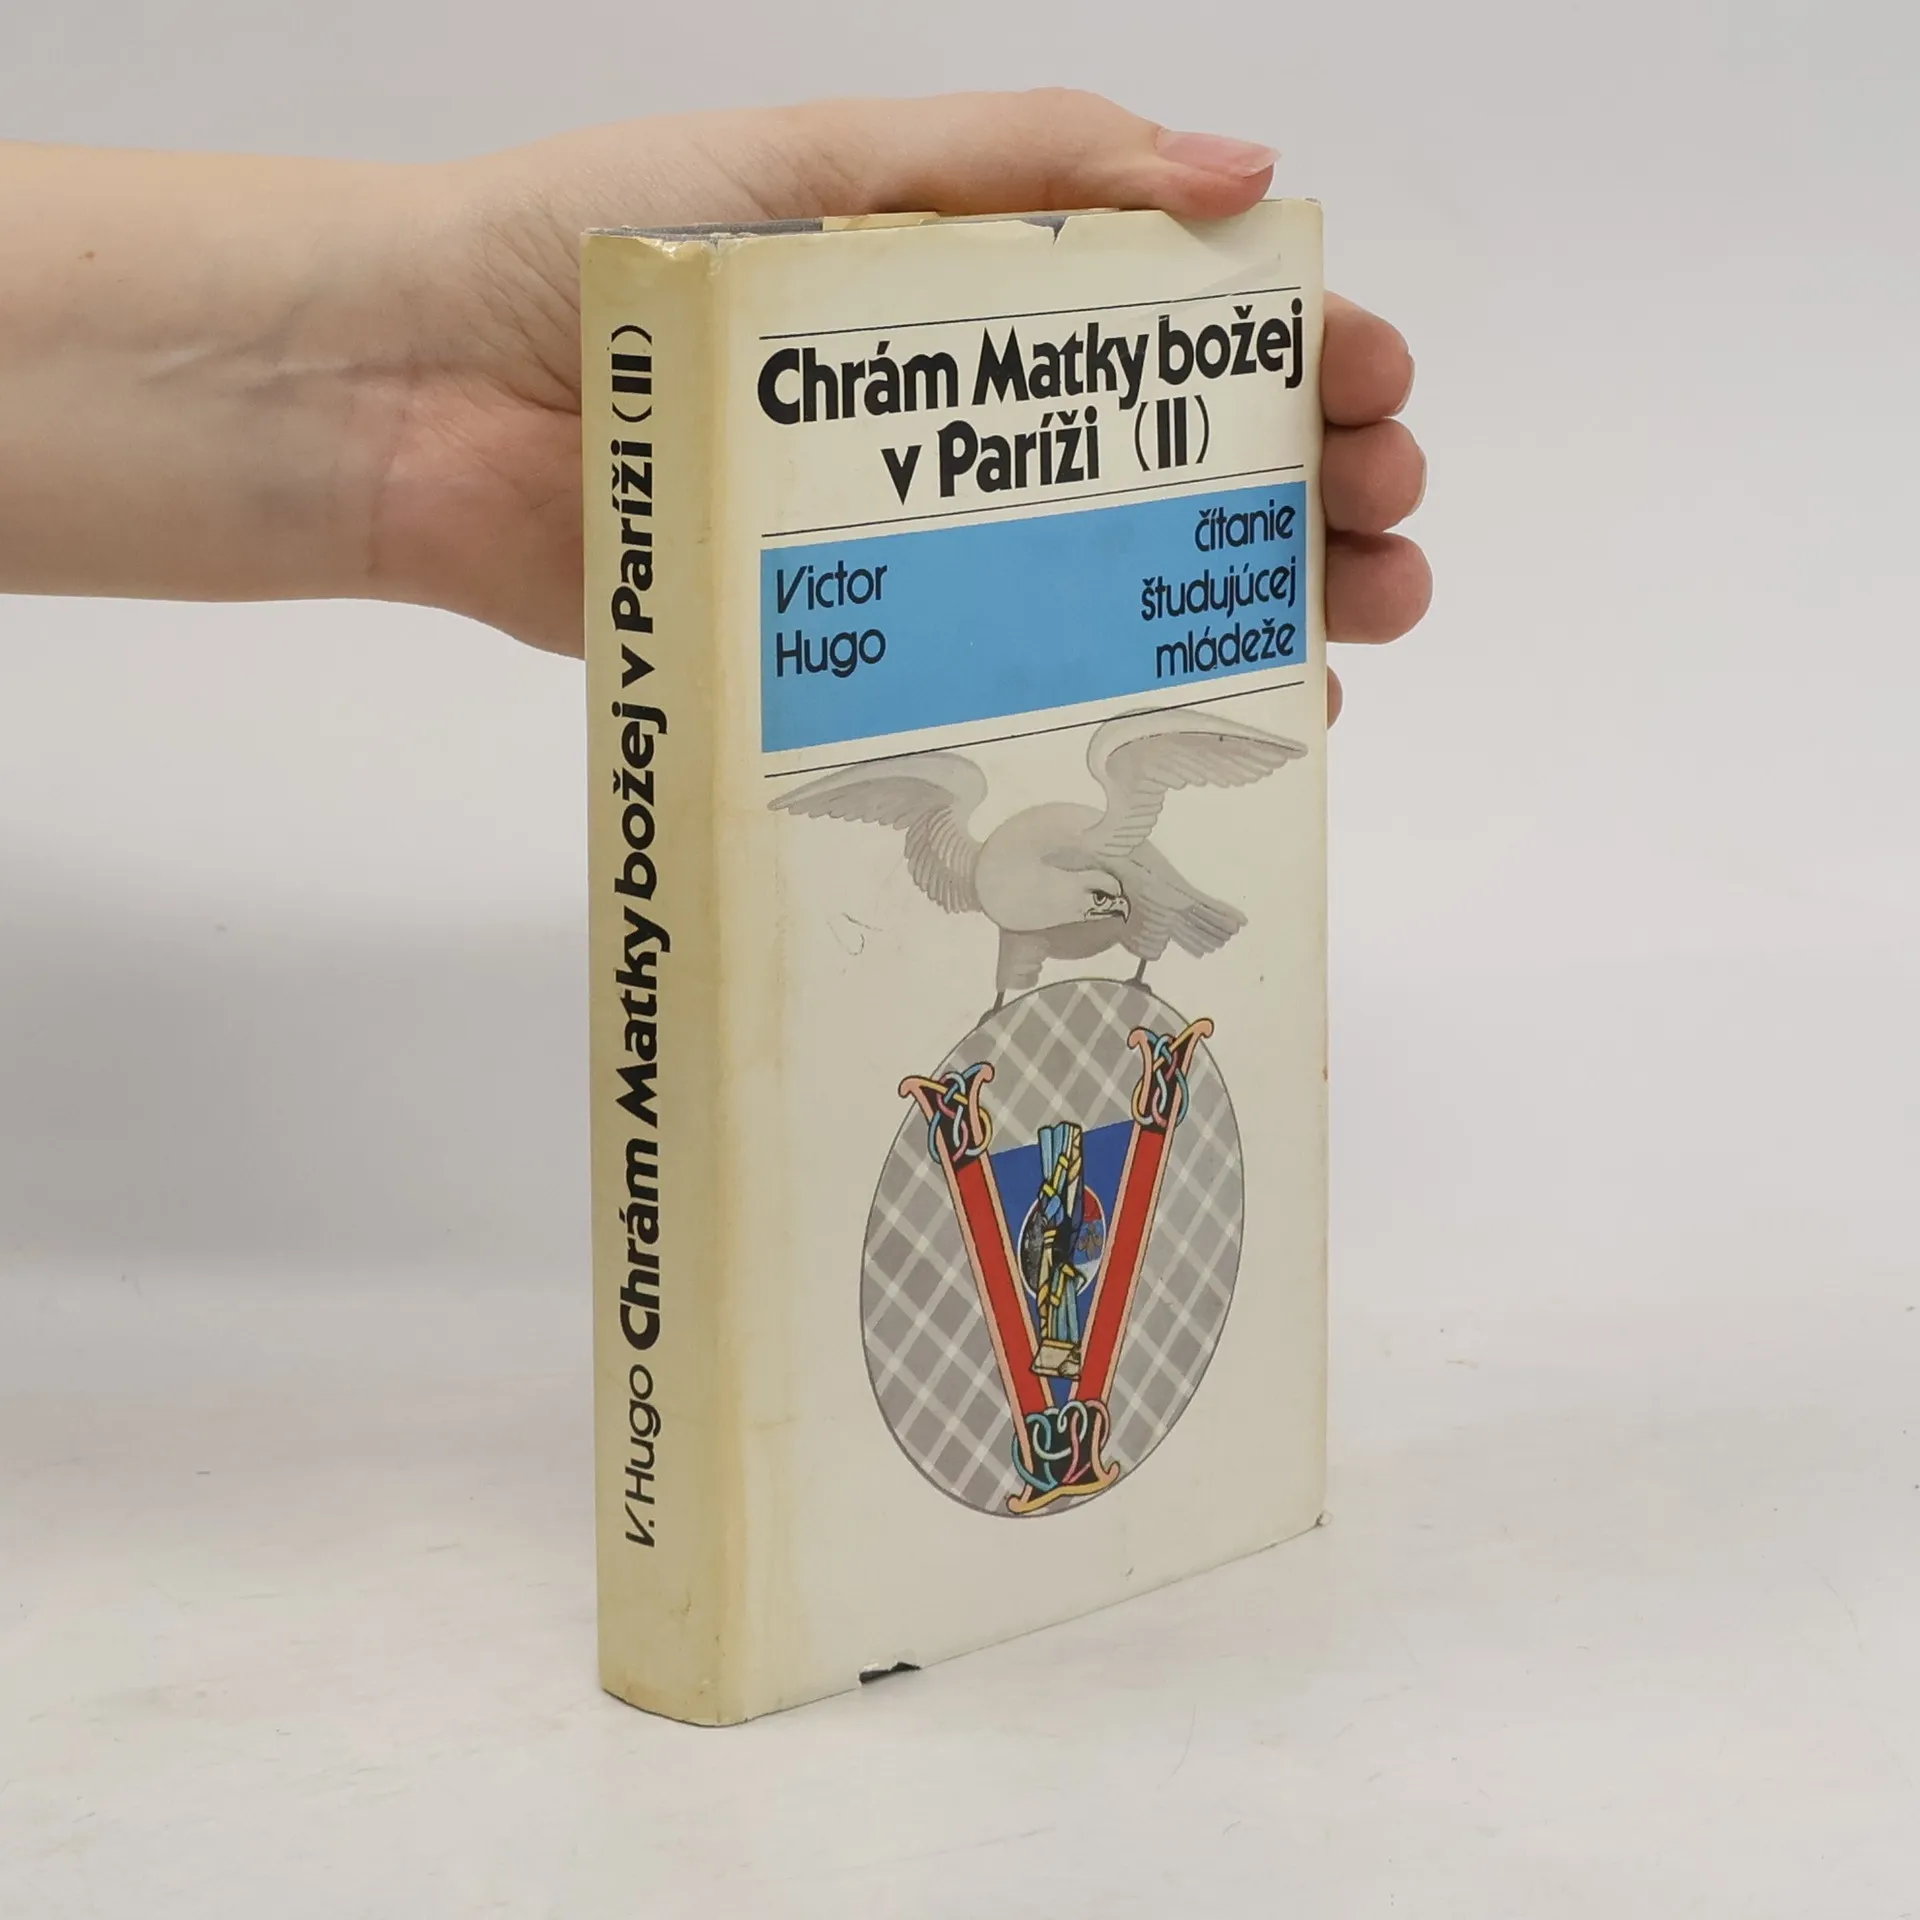 Chrám Matky božej
v Paríži (II)
Victor
Hugo
čítanie
študujúcej
mládeže
V. Hugo Chrám Matky božej v Paríži (II)